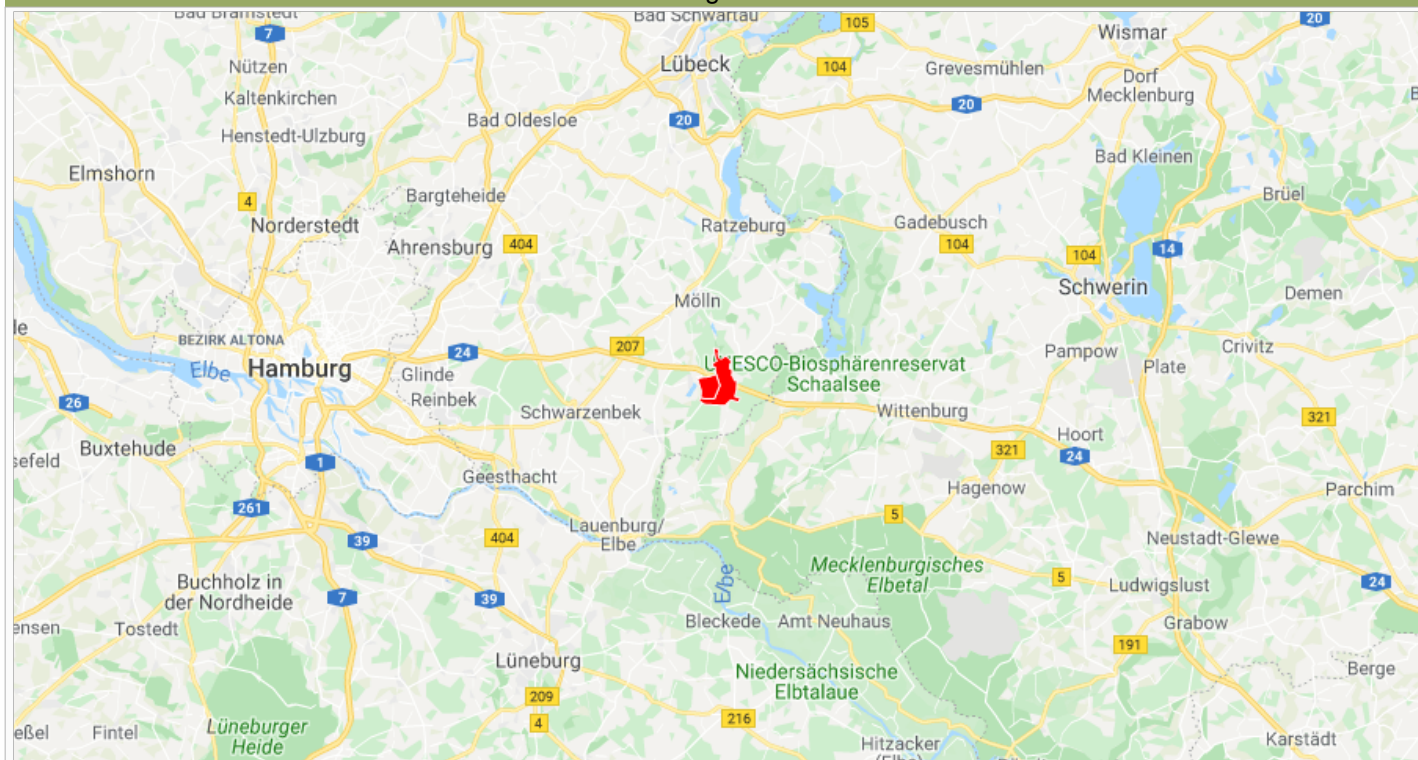 Bad Bramstedt
Bad Schwartau
105
20
7
Lübeck
Wismar
Nützen
104
Grevesmühlen
Dorf
Mecklenburg
Kaltenkirchen
20
20
Bad Oldesloe
Henstedt-Ulzburg
Bad Kleinen
Elmshorn
Brüel
4
Bargteheide
Norderstedt
Ratzeburg
Gadebusch
Ahrensburg
404
104
104
14
Schwerin
Demen
Mölln
BEZIRK ALTONA
207
24
Pampow
Crivitz
Elbe
Hamburg
Glinde
UNESCO-Biosphärenreservat
Schaalsee
Plate
Reinbek
26
Schwarzenbek
Wittenburg
321
Buxtehude
Hoort
sefeld
1
321
24
Geesthacht
Hagenow
Parchim
261
5
Lauenburg/
Elbe
39
404
Neustadt-Glewe
Mecklenburgisches
Elbetal
Buchholz in
der Nordheide
7
39
Elbe
5
Ludwigslust
24
ensen
Tostedt
Bleckede
Amt Neuhaus
Grabow
191
Lüneburg
Niedersächsische
Elbtalaue
Berge
209
4
216
eßel
Fintel
Lüneburger
Heide
Hitzacker
(Elbe)
Karstädt